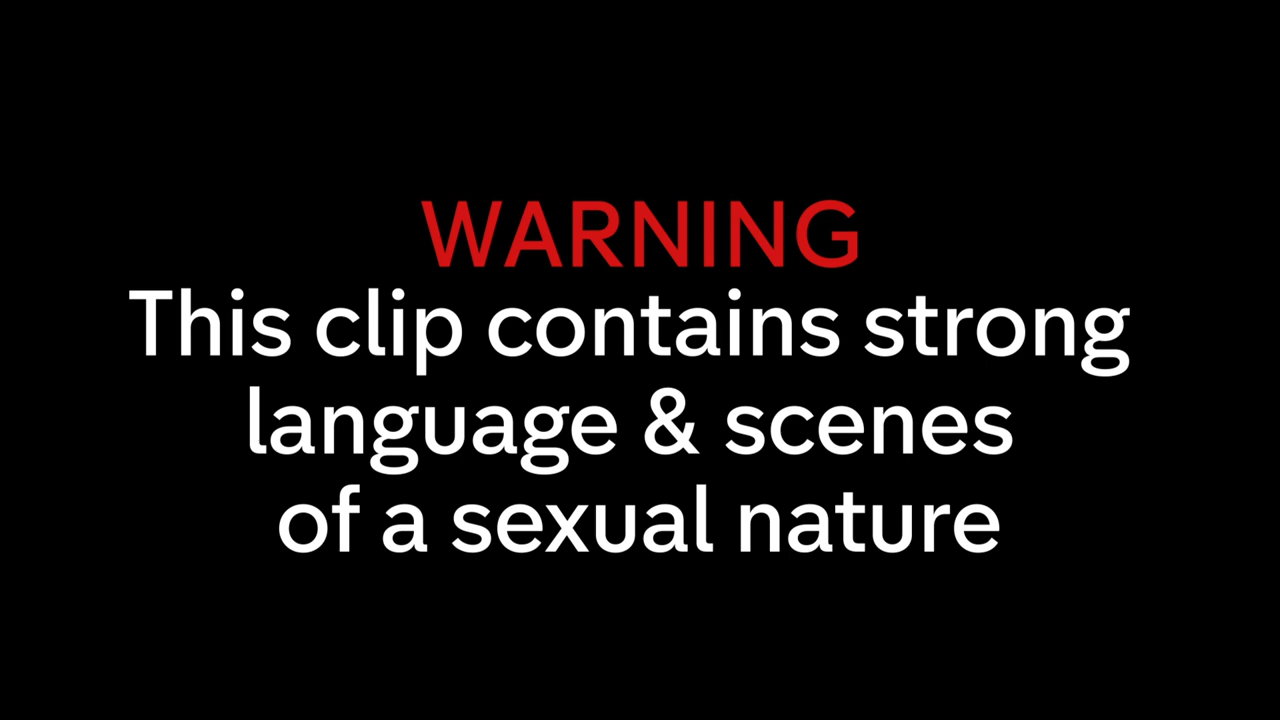 WARNING
This clip contains strong
language & scenes
of a sexual nature